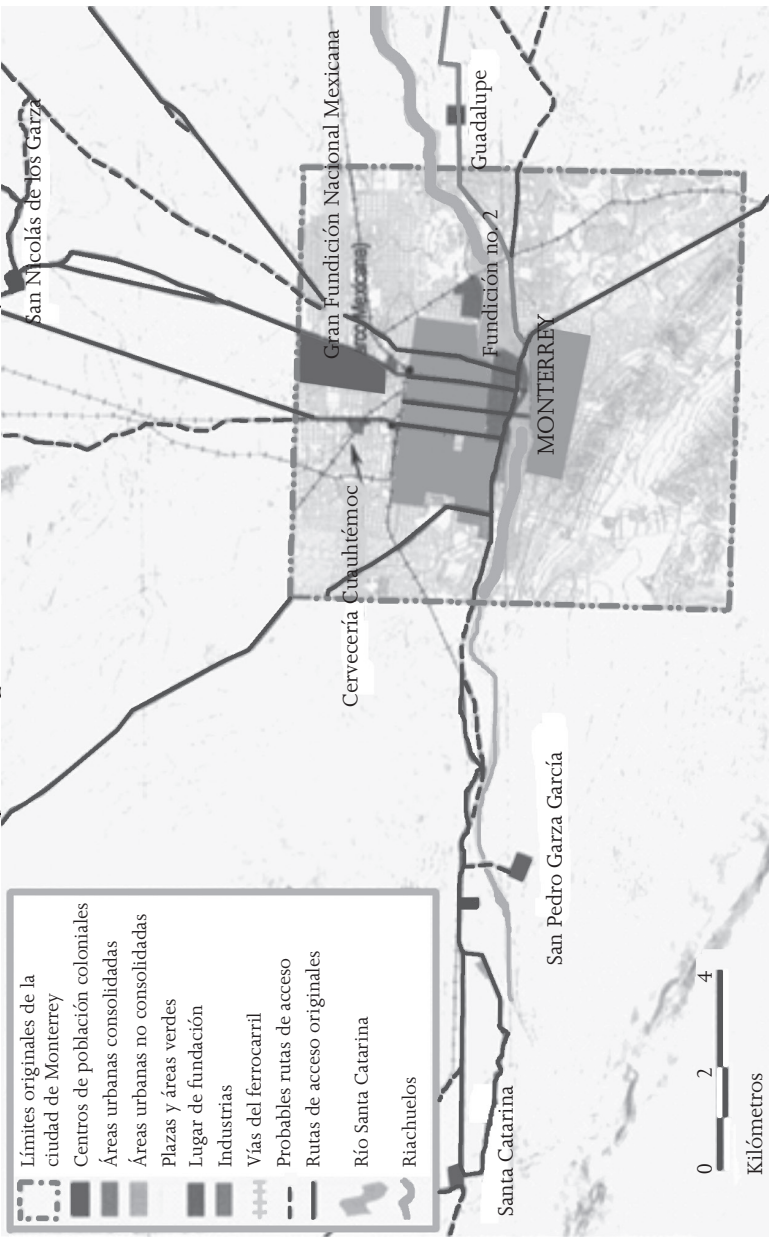 Límites originales de la
ciudad de Monterrey
Centros de población coloniales
Áreas urbanas consolidadas
Áreas urbanas no consolidadas
Plazas y áreas verdes
Lugar de fundación
Industrias
Vías del ferrocarril
Probables rutas de acceso
Rutas de acceso originales
Río Santa Catarina
Riachuelos
San Nicolás de los Garza
Gran Fundición Nacional Mexicana
Mexicana)
Cervecería Cuauhtémoc
Guadalupe
Fundición no. 2
MONTERREY
San Pedro Garza García
Santa Catarina
0 2 4
Kilómetros